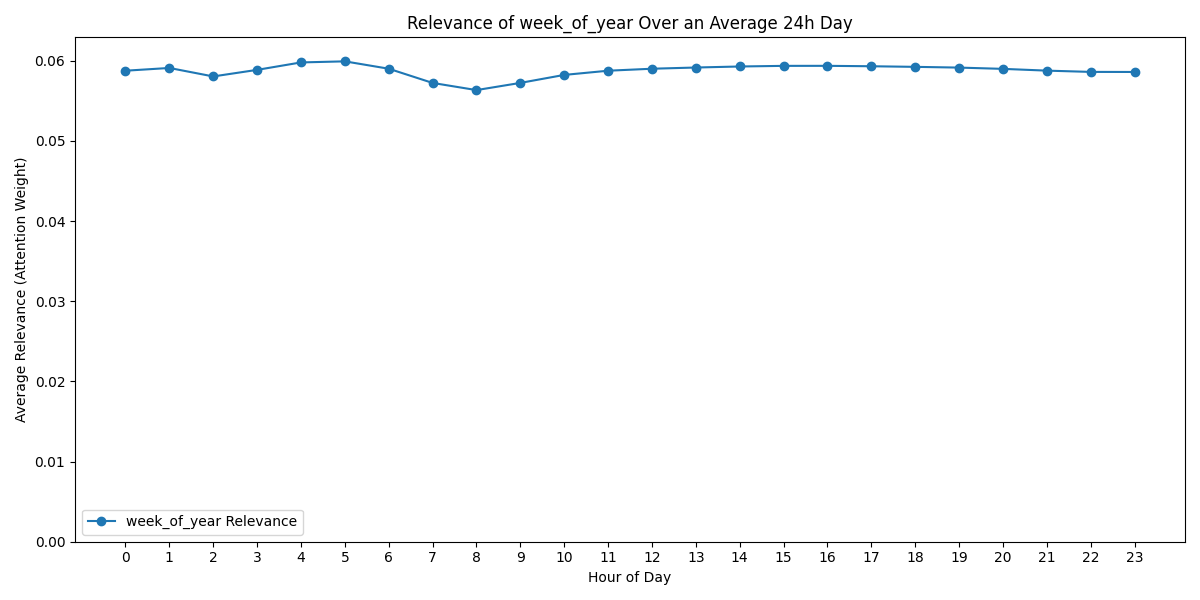 Relevance of week_of_year Over an Average 24h Day
Average Relevance (Attention Weight)
0.06
0.05
0.04
0.03
0.02
0.01
0.00
week_of_year Relevance
0 1 2 3 4 5 6 7 8 9 10 11 12 13 14 15 16 17 18 19 20 21 22 23
Hour of Day